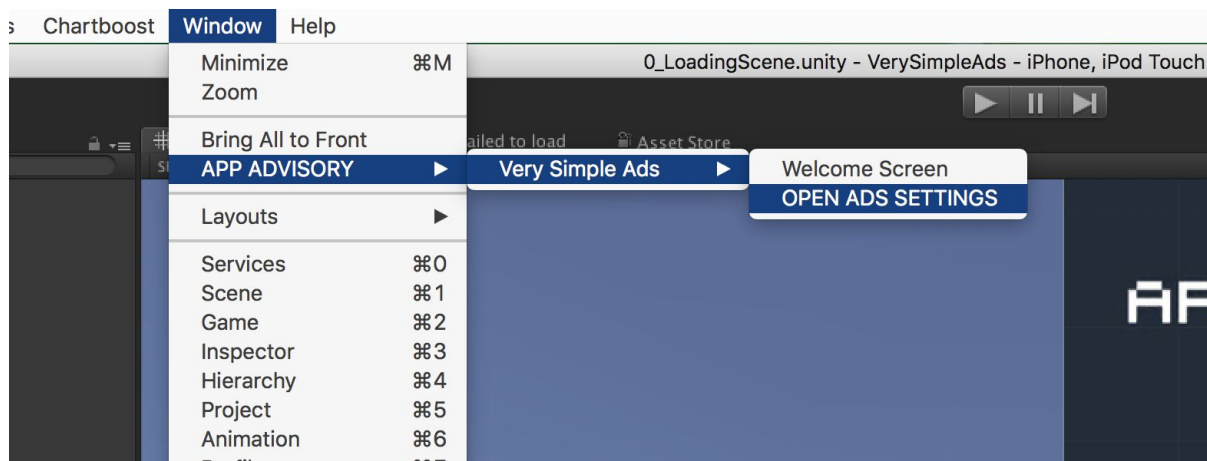 Chartboost Window Help
0_LoadingScene.unity - VerySimpleAds - iPhone, iPod Touch
Minimize ⌘M
Zoom
Bring All to Front
ailed to load Asset Store
APP ADVISORY ▶ Very Simple Ads ▶ Welcome Screen
OPEN ADS SETTINGS
Layouts ▶
Services ⌘0
Scene ⌘1
Game ⌘2
Inspector ⌘3
Hierarchy ⌘4
Project ⌘5
Animation ⌘6